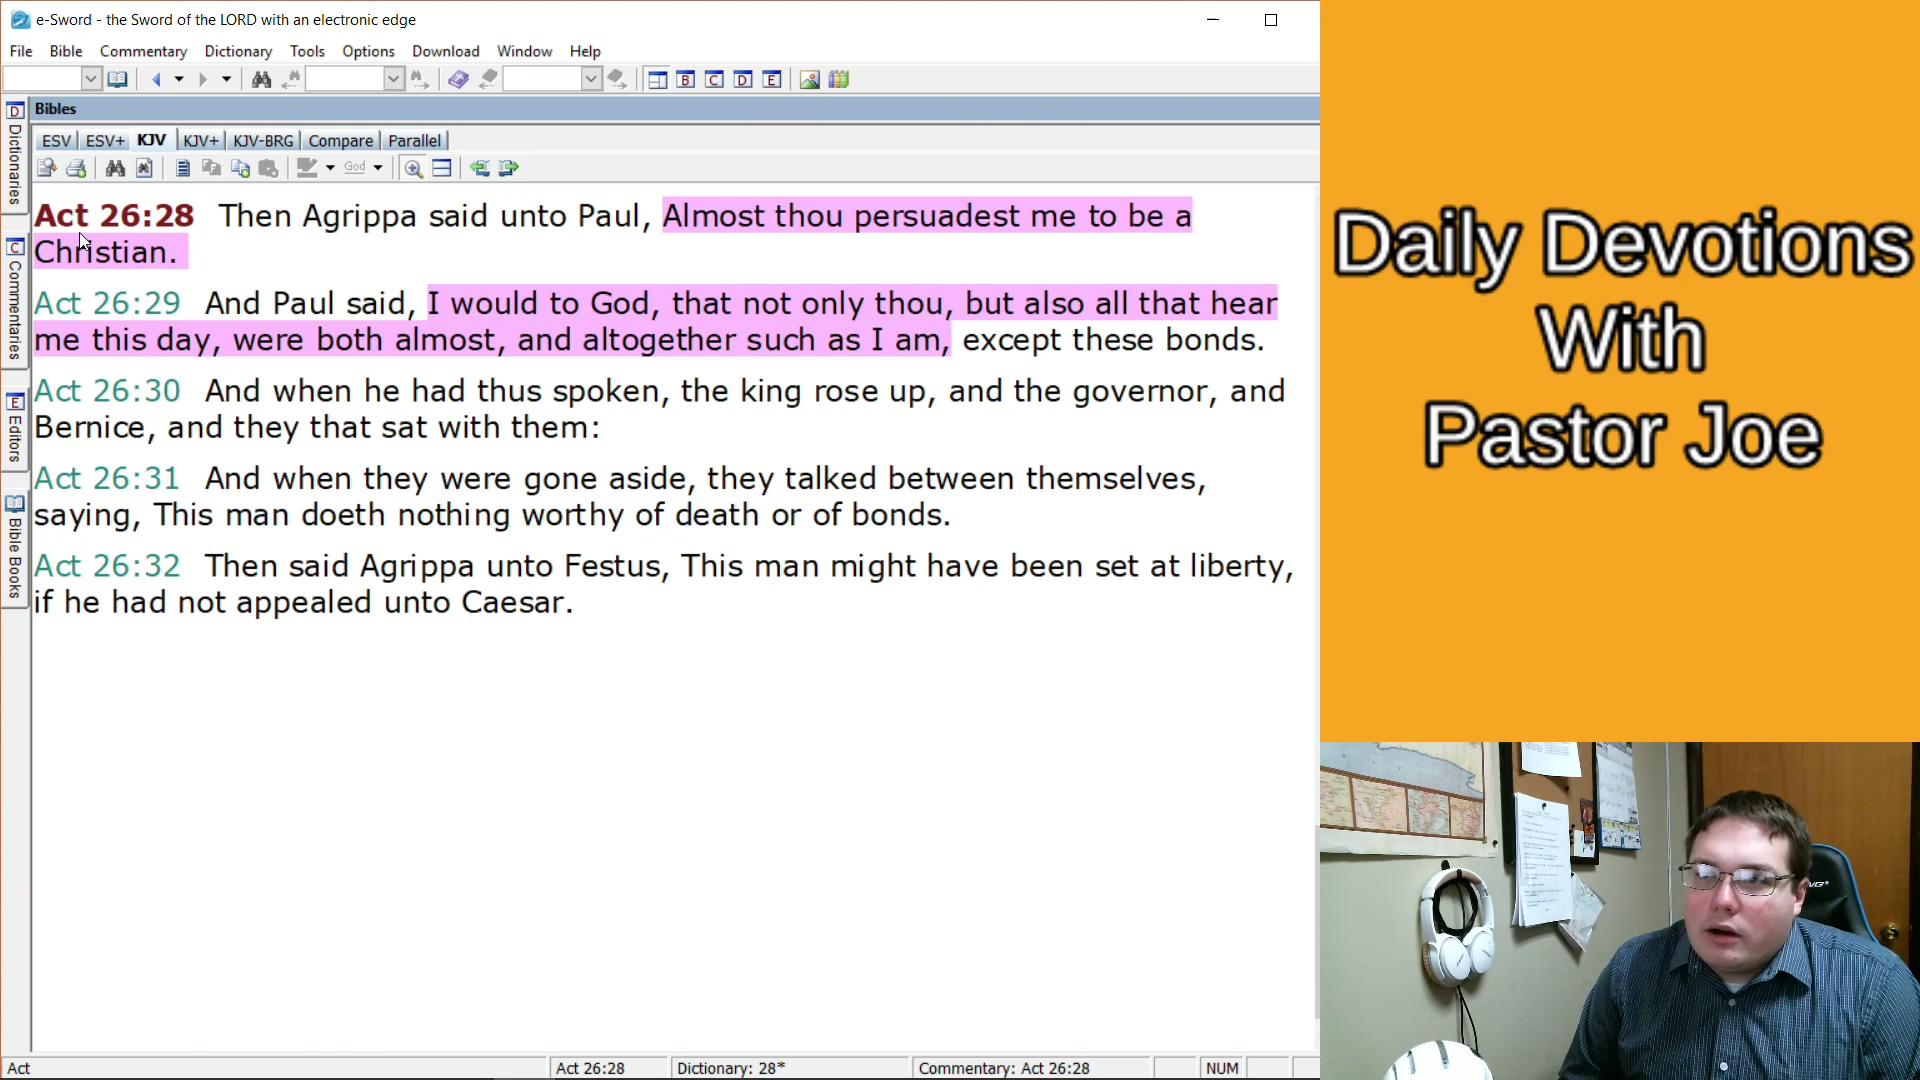 e-Sword - the Sword of the LORD with an electronic edge
File Bible Commentary Dictionary Tools Options Download Window Help
B C D E
Bibles
D Dictionaries
C Commentaries
E Editors
Bible Books
ESV ESV+ KJV KJV+ KJV-BRG Compare Parallel
God
Act 26:28 Then Agrippa said unto Paul, Almost thou persuadest me to be a
Christian.
Act 26:29 And Paul said, I would to God, that not only thou, but also all that hear
me this day, were both almost, and altogether such as I am, except these bonds.
Act 26:30 And when he had thus spoken, the king rose up, and the governor, and
Bernice, and they that sat with them:
Act 26:31 And when they were gone aside, they talked between themselves,
saying, This man doeth nothing worthy of death or of bonds.
Act 26:32 Then said Agrippa unto Festus, This man might have been set at liberty,
if he had not appealed unto Caesar.
Act
Act 26:28
Dictionary: 28*
Commentary: Act 26:28
NUM
Daily Devotions
With
Pastor Joe